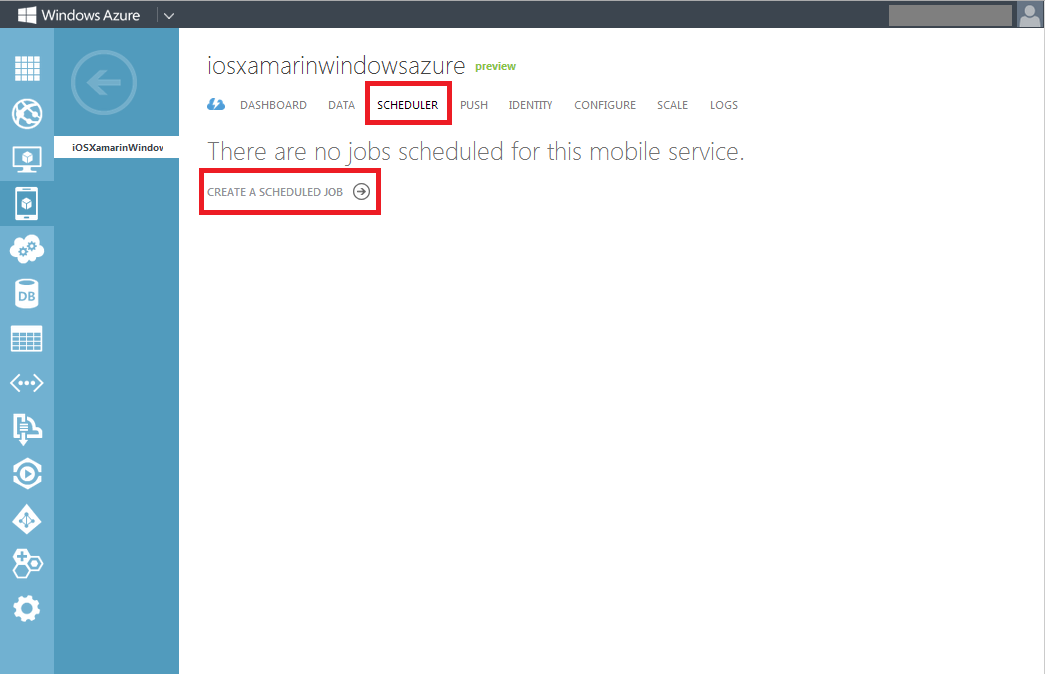 Windows Azure
iosxamarinwindowsazure preview
DASHBOARD DATA SCHEDULER PUSH IDENTITY CONFIGURE SCALE LOGS
iOSXamarinWindow
There are no jobs scheduled for this mobile service.
CREATE A SCHEDULED JOB
DB